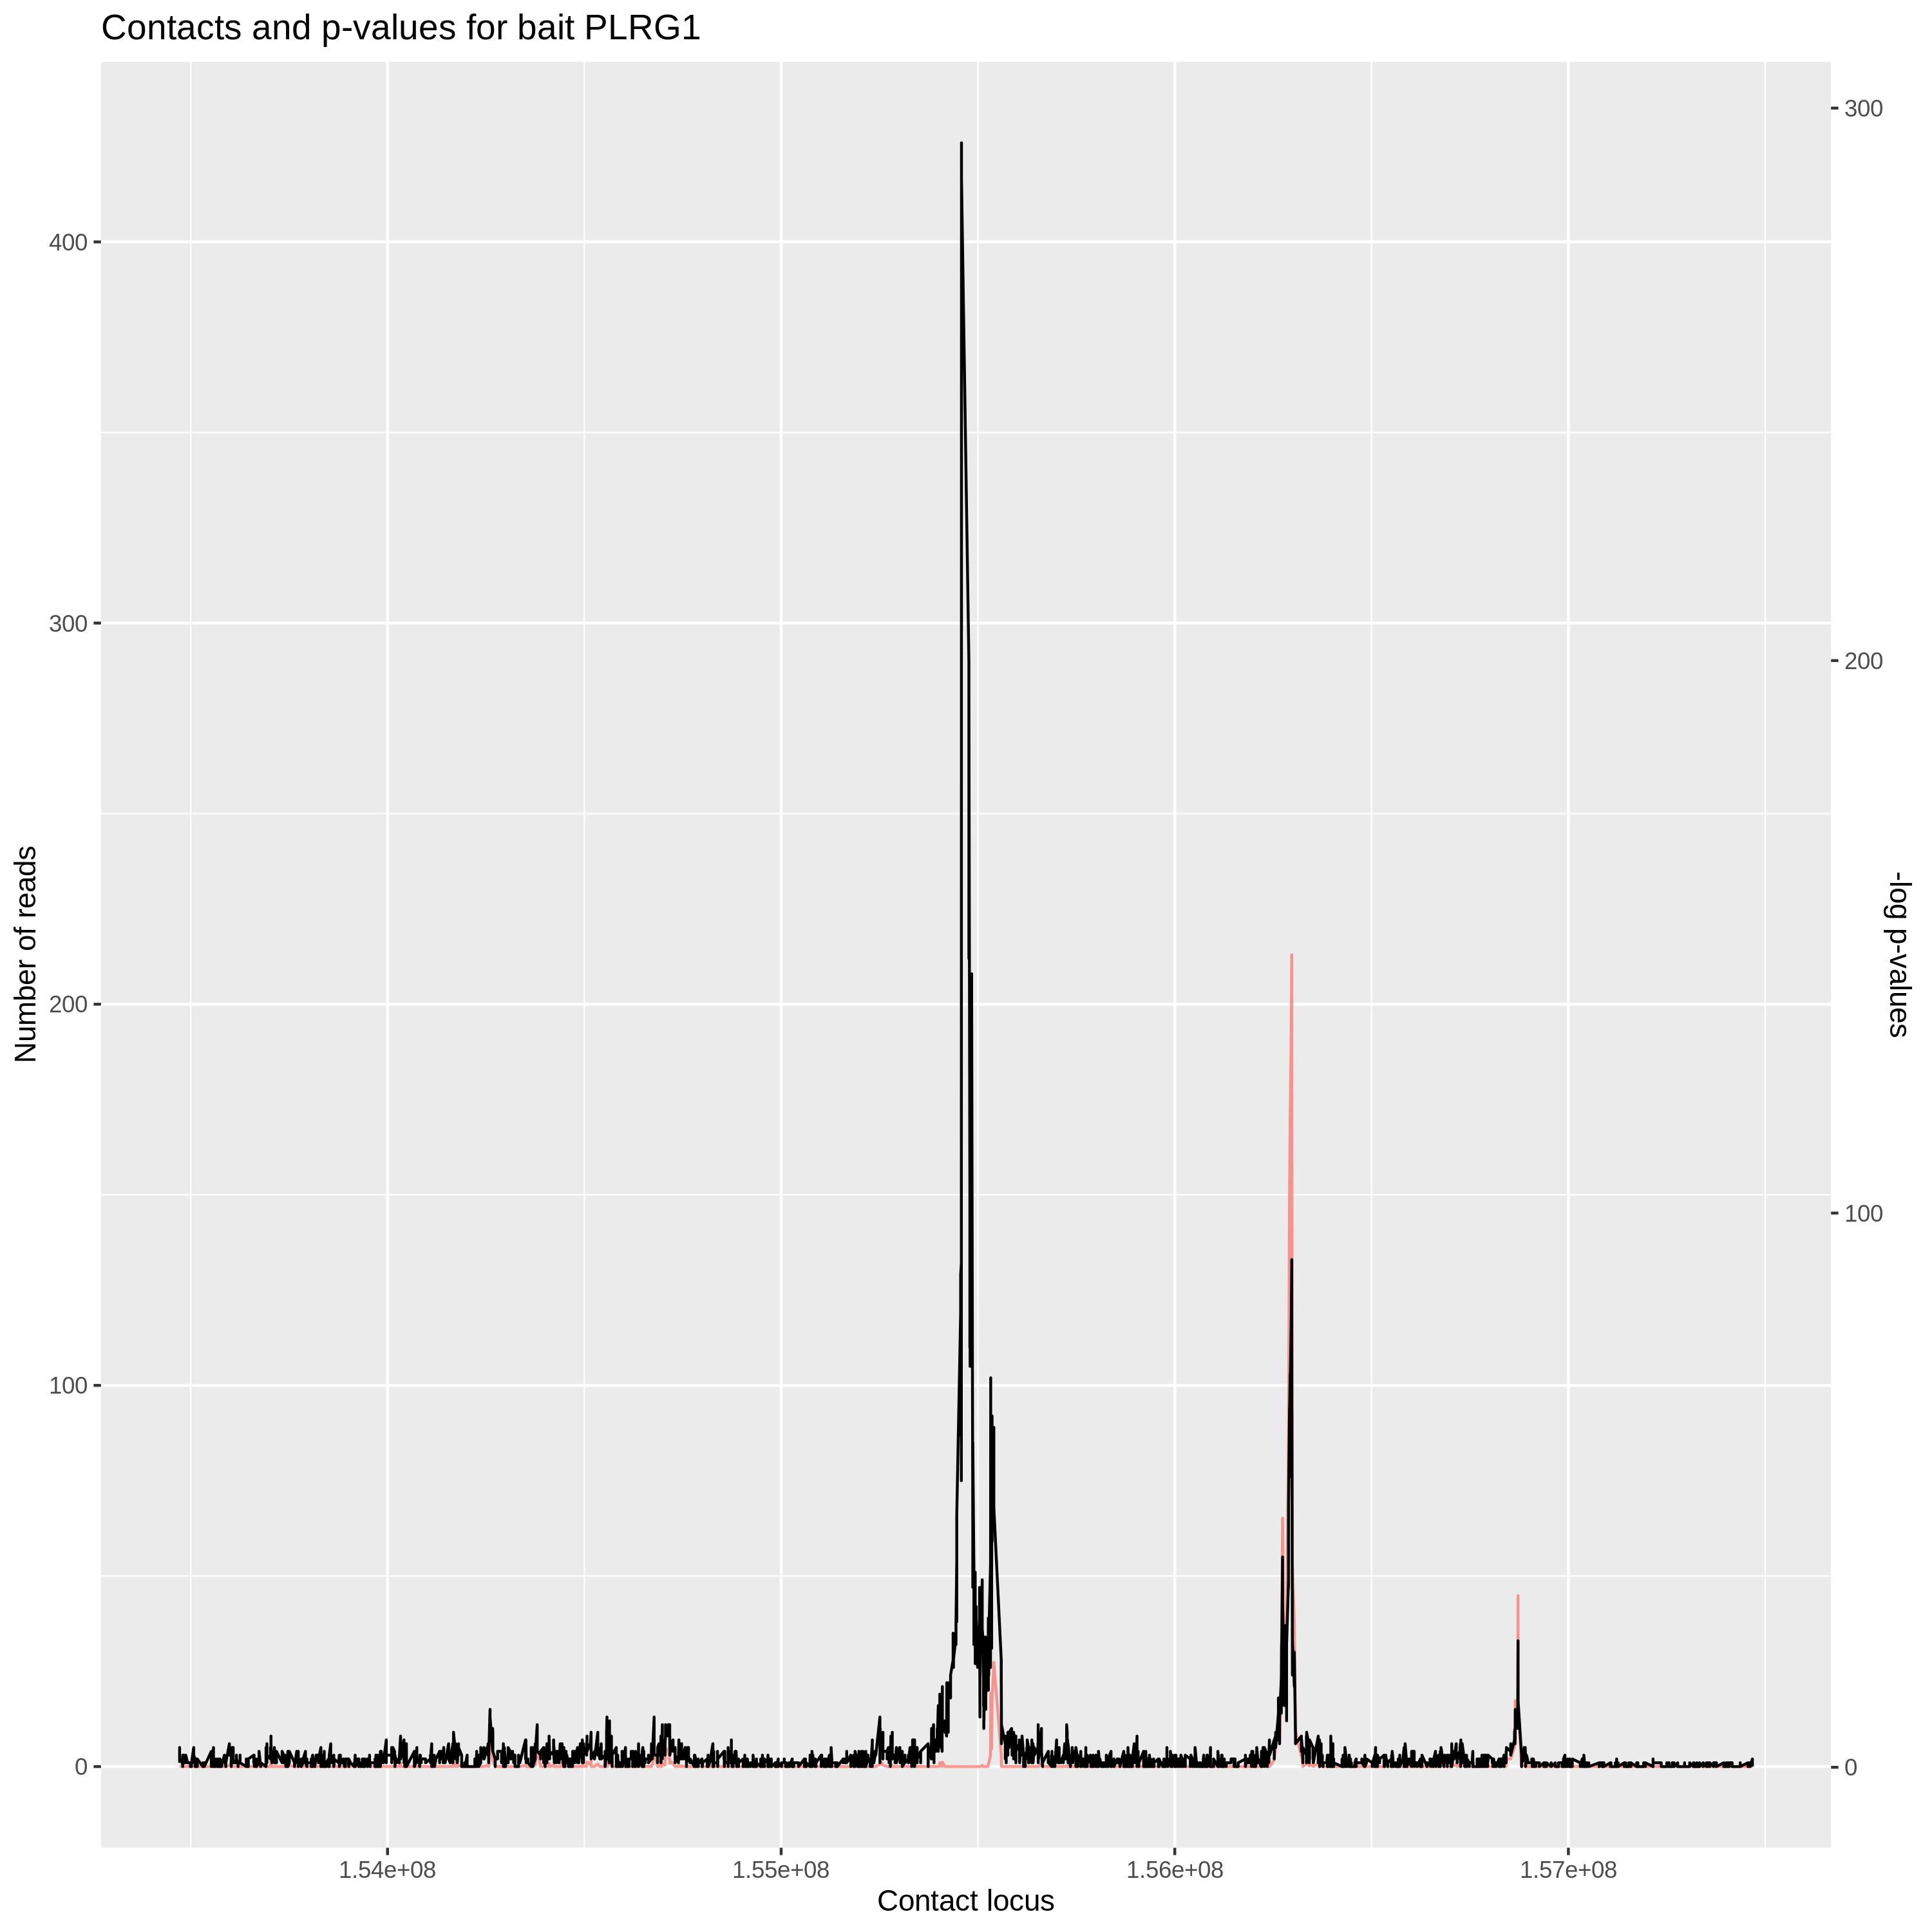 Contacts and p-values for bait PLRG1
300
400
300
200
200
100
100
0
0
Number of reads
-log p-values
1.54e+08
1.55e+08
1.56e+08
1.57e+08
Contact locus